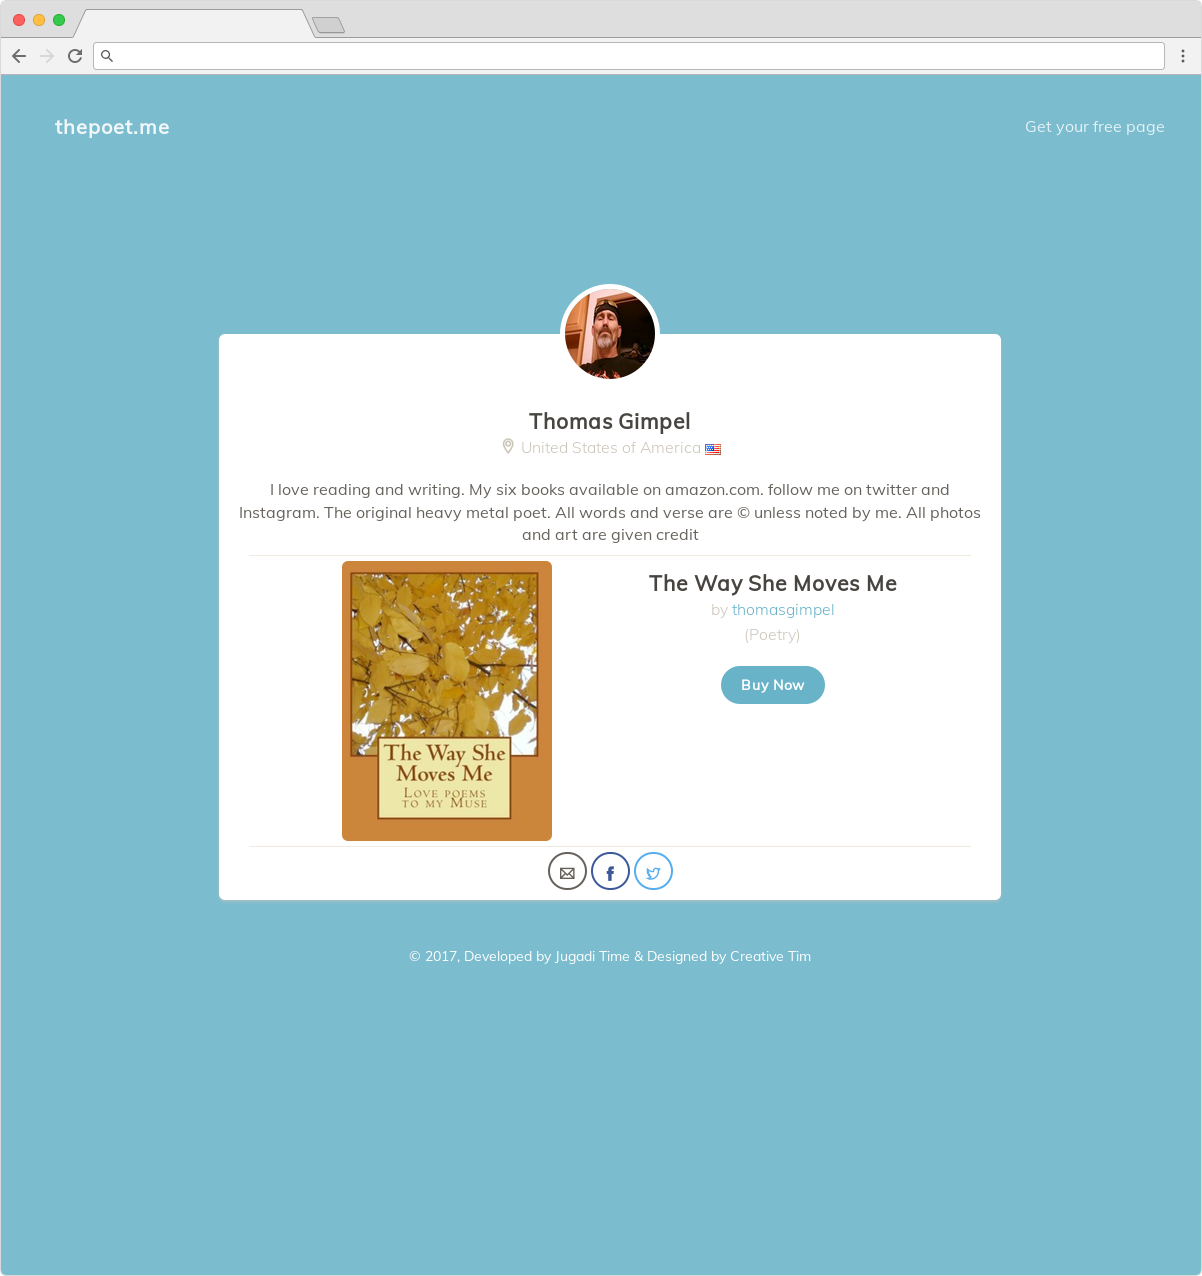 thepoet.me
Get your free page
Thomas Gimpel
United States of America
I love reading and writing. My six books available on amazon.com. follow me on twitter and
Instagram. The original heavy metal poet. All words and verse are © unless noted by me. All photos
and art are given credit
The Way She
Moves Me
Love poems
to my Muse
The Way She Moves Me
by thomasgimpel
(Poetry)
Buy Now
© 2017, Developed by Jugadi Time & Designed by Creative Tim